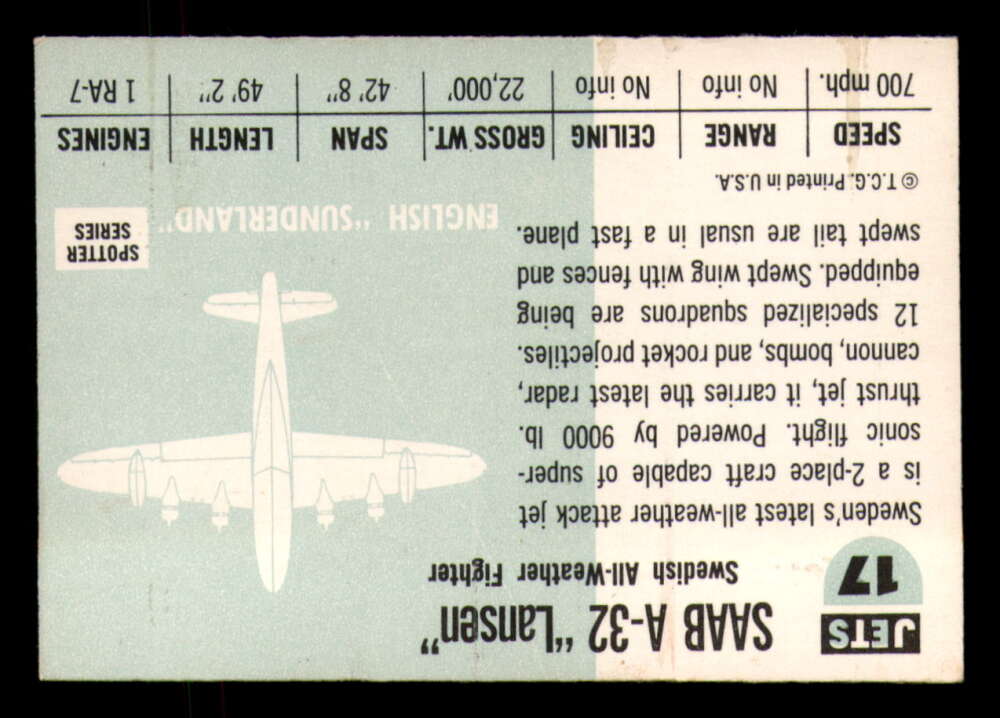 JETS
17
SAAB A-32 "Lansen"
Swedish All-Weather Fighter
Sweden's latest all-weather attack jet
is a 2-place craft capable of super-
sonic flight. Powered by 9000 lb.
thrust jet, it carries the latest radar,
cannon, bombs, and rocket projectiles.
12 specialized squadrons are being
equipped. Swept wing with fences and
swept tail are usual in a fast plane.
© T.C.G. Printed in U.S.A.
SPOTTER
SERIES
ENGLISH "SUNDERLAND"
SPEED RANGE CEILING GROSS WT. SPAN LENGTH ENGINES
700 mph. No info No info 22,000' 42' 8" 49' 2" 1 RA-7